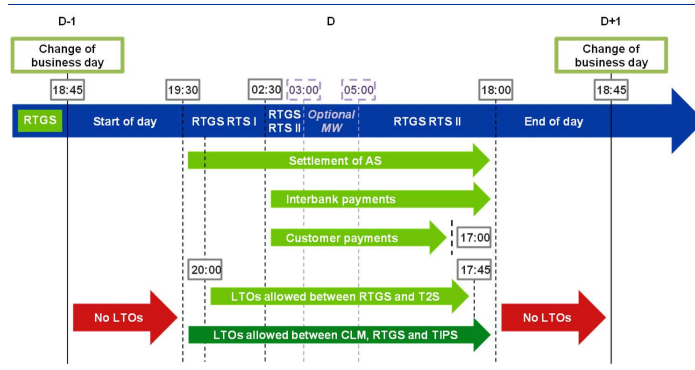 D-1
D
D+1
Change of
business day
Change of
business day
18:45
19:30
02:30
03:00
05:00
18:00
18:45
RTGS
Start of day
RTGS RTS I
RTGS
RTS II
Optional
MW
RTGS RTS II
End of day
Settlement of AS
Interbank payments
Customer payments
17:00
20:00
17:45
LTOs allowed between RTGS and T2S
No LTOs
No LTOs
LTOs allowed between CLM, RTGS and TIPS